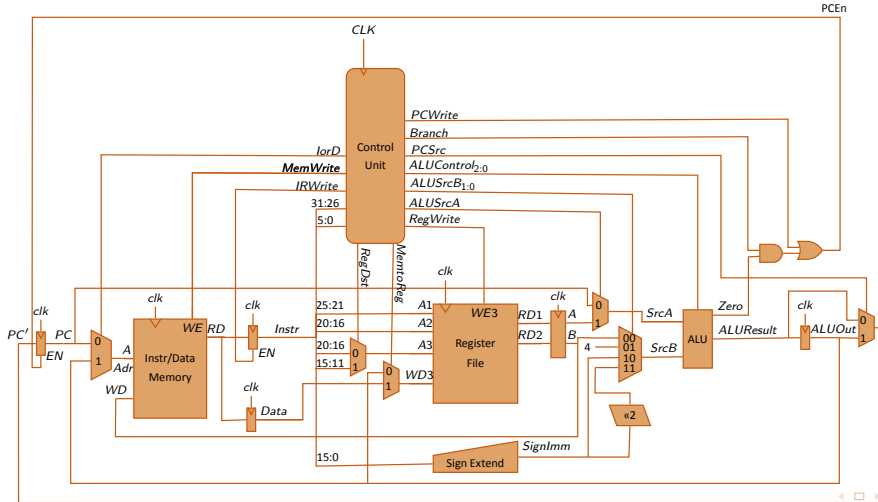 PCEn
CLK
PCWrite
Branch
PCSrc
ALUControl2:0
ALUSrcB1:0
ALUSrcA
RegWrite
Control
Unit
IorD
MemWrite
IRWrite
31:26
5:0
RegDst
MemtoReg
clk
PC′
EN
PC
0
1
A
Adr
WD
clk
WE
RD
Instr/Data
Memory
clk
Instr
EN
clk
Data
25:21
20:16
20:16
15:11
0
1
0
1
15:0
clk
A1
A2
A3
WD3
WE3
Register
File
RD1
RD2
clk
A
B
0
1
SrcA
4
00
01
10
11
SrcB
ALU
Zero
ALUResult
clk
ALUOut
0
1
«2
SignImm
Sign Extend